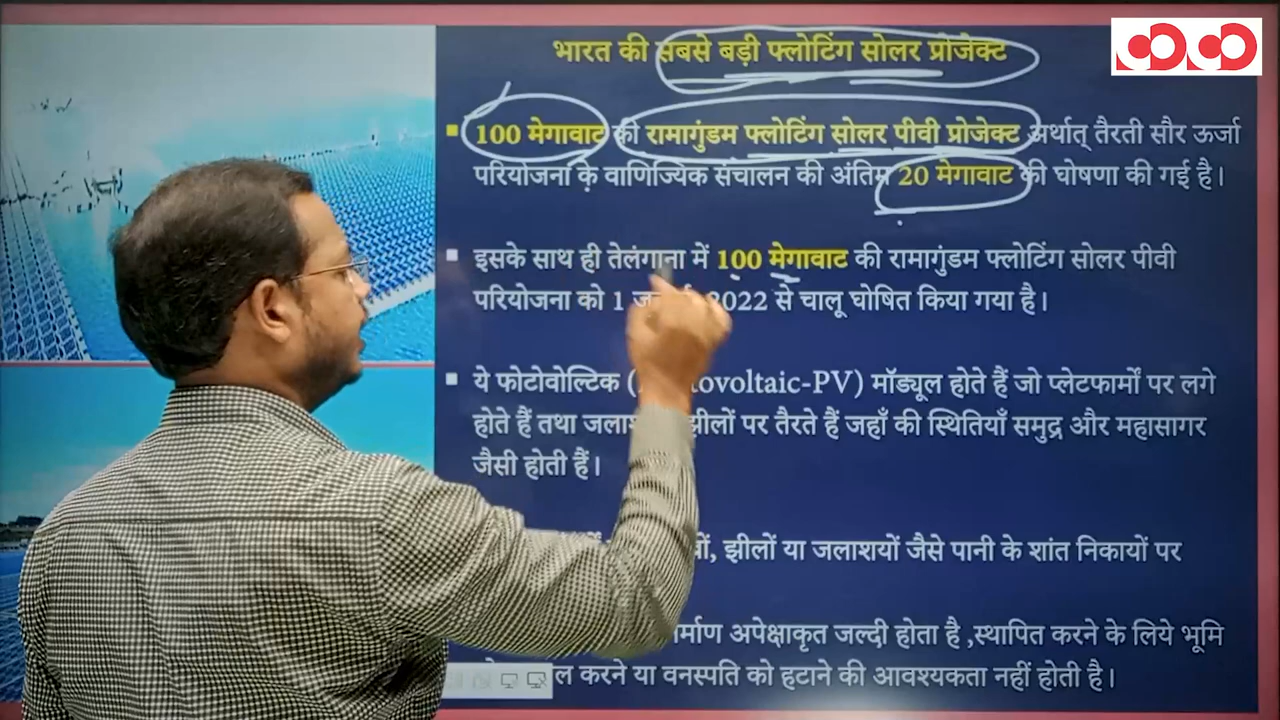 भारत की सबसे बड़ी फ्लोटिंग सोलर प्रोजेक्ट
100 मेगावाट की रामागुंडम फ्लोटिंग सोलर पीवी प्रोजेक्ट अर्थात् तैरती सौर ऊर्जा
परियोजना के वाणिज्यिक संचालन की अंतिम 20 मेगावाट की घोषणा की गई है।
इसके साथ ही तेलंगाना में 100 मेगावाट की रामागुंडम फ्लोटिंग सोलर पीवी
परियोजना को 1 2022 से चालू घोषित किया गया है।
ये फोटोवोल्टिक मॉड्यूल होते हैं जो प्लेटफार्मों पर लगे
होते हैं तथा झीलों पर तैरते हैं जहाँ की स्थितियाँ समुद्र और महासागर
जैसी होती हैं।
झीलों या जलाशयों जैसे पानी के शांत निकायों पर
अपेक्षाकृत जल्दी होता है ,स्थापित करने के लिये भूमि
करने या वनस्पति को हटाने की आवश्यकता नहीं होती है।